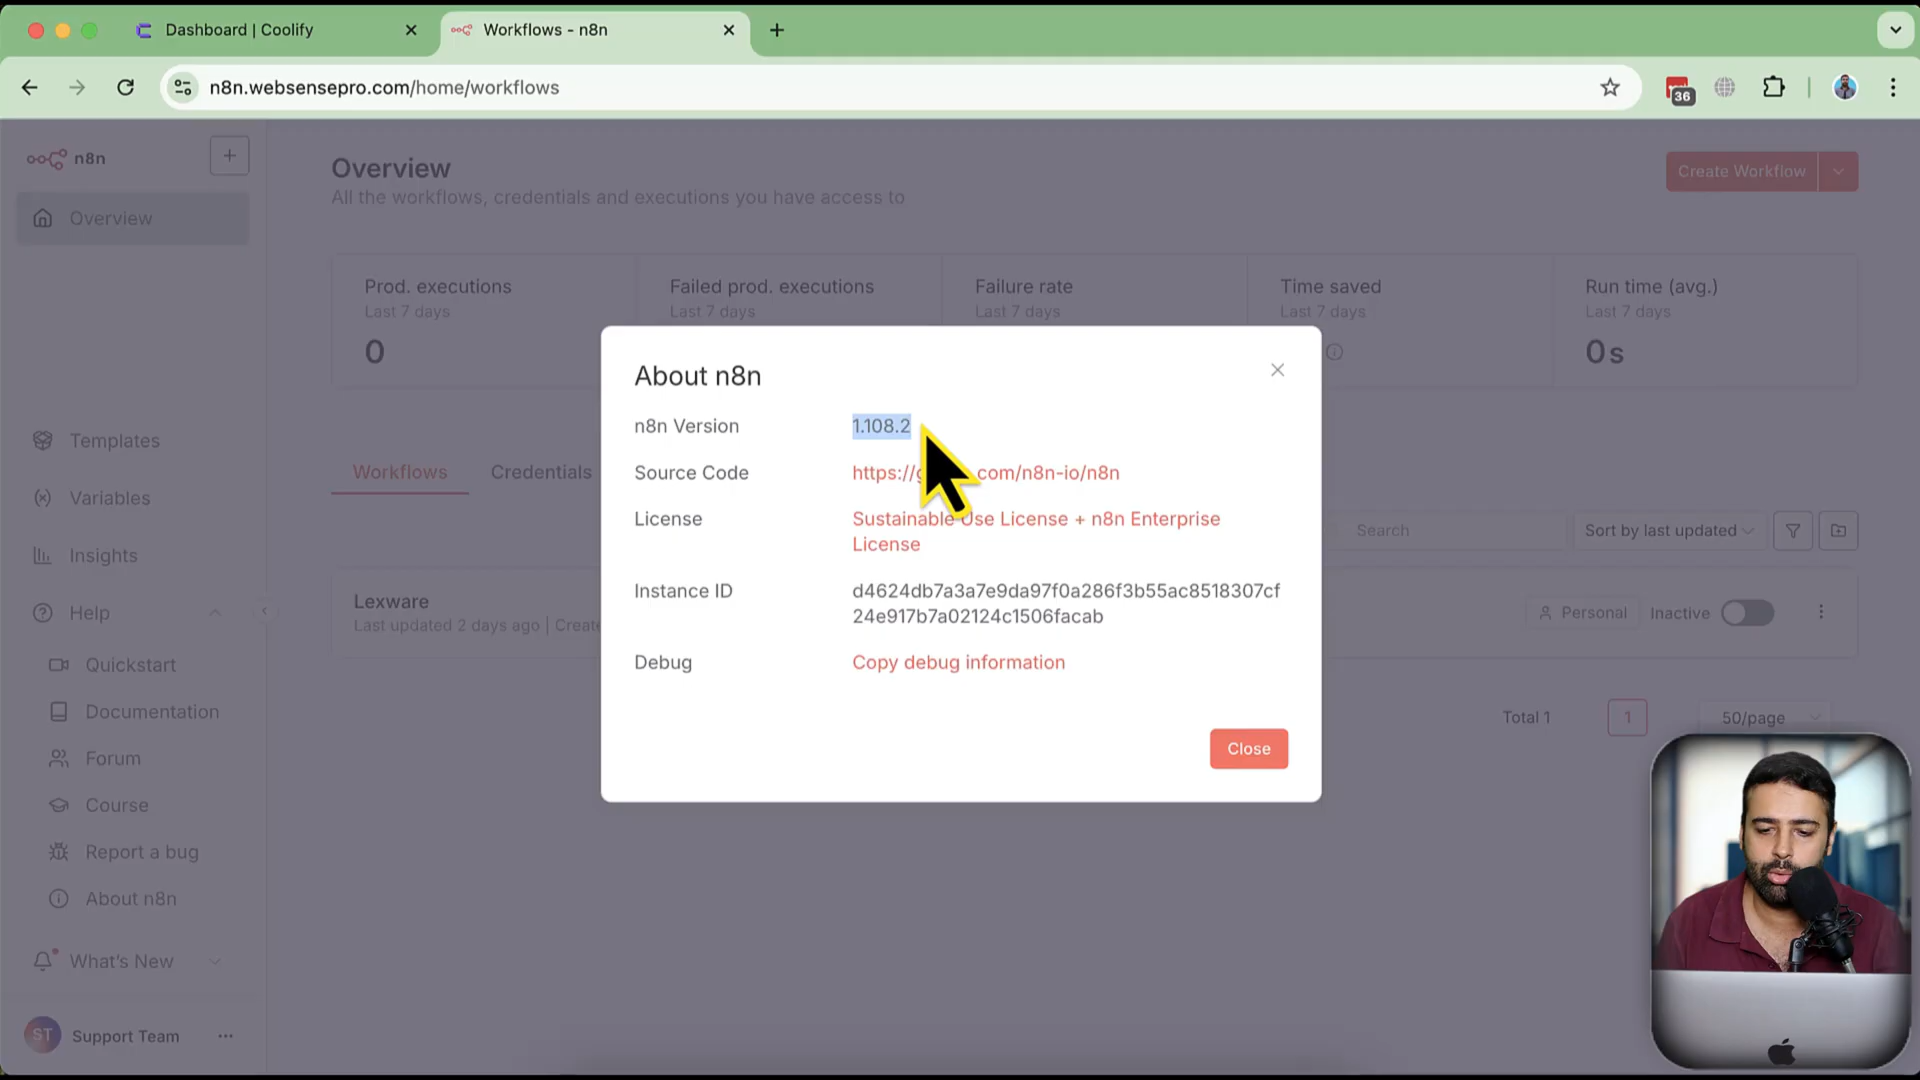 Dashboard | Coolify
Workflows - n8n
n8n.websensepro.com/home/workflows
36
n8n
Overview
All the workflows, credentials and executions you have access to
Create Workflow
Overview
Prod. executions
Last 7 days
0
Failed prod. executions
Last 7 days
Failure rate
Last 7 days
Time saved
Last 7 days
Run time (avg.)
Last 7 days
0s
Templates
Variables
Insights
Help
Quickstart
Documentation
Forum
Course
Report a bug
About n8n
What's New
ST
Support Team
Workflows
Credentials
Search
Sort by last updated
Lexware
Last updated 2 days ago |
Personal
Inactive
Total 1
1
50/page
About n8n
n8n Version
1.108.2
Source Code
https://g com/n8n-io/n8n
License
Sustainable Use License + n8n Enterprise
License
Instance ID
d4624db7a3a7e9da97f0a286f3b55ac8518307cf
24e917b7a02124c1506facab
Debug
Copy debug information
Close